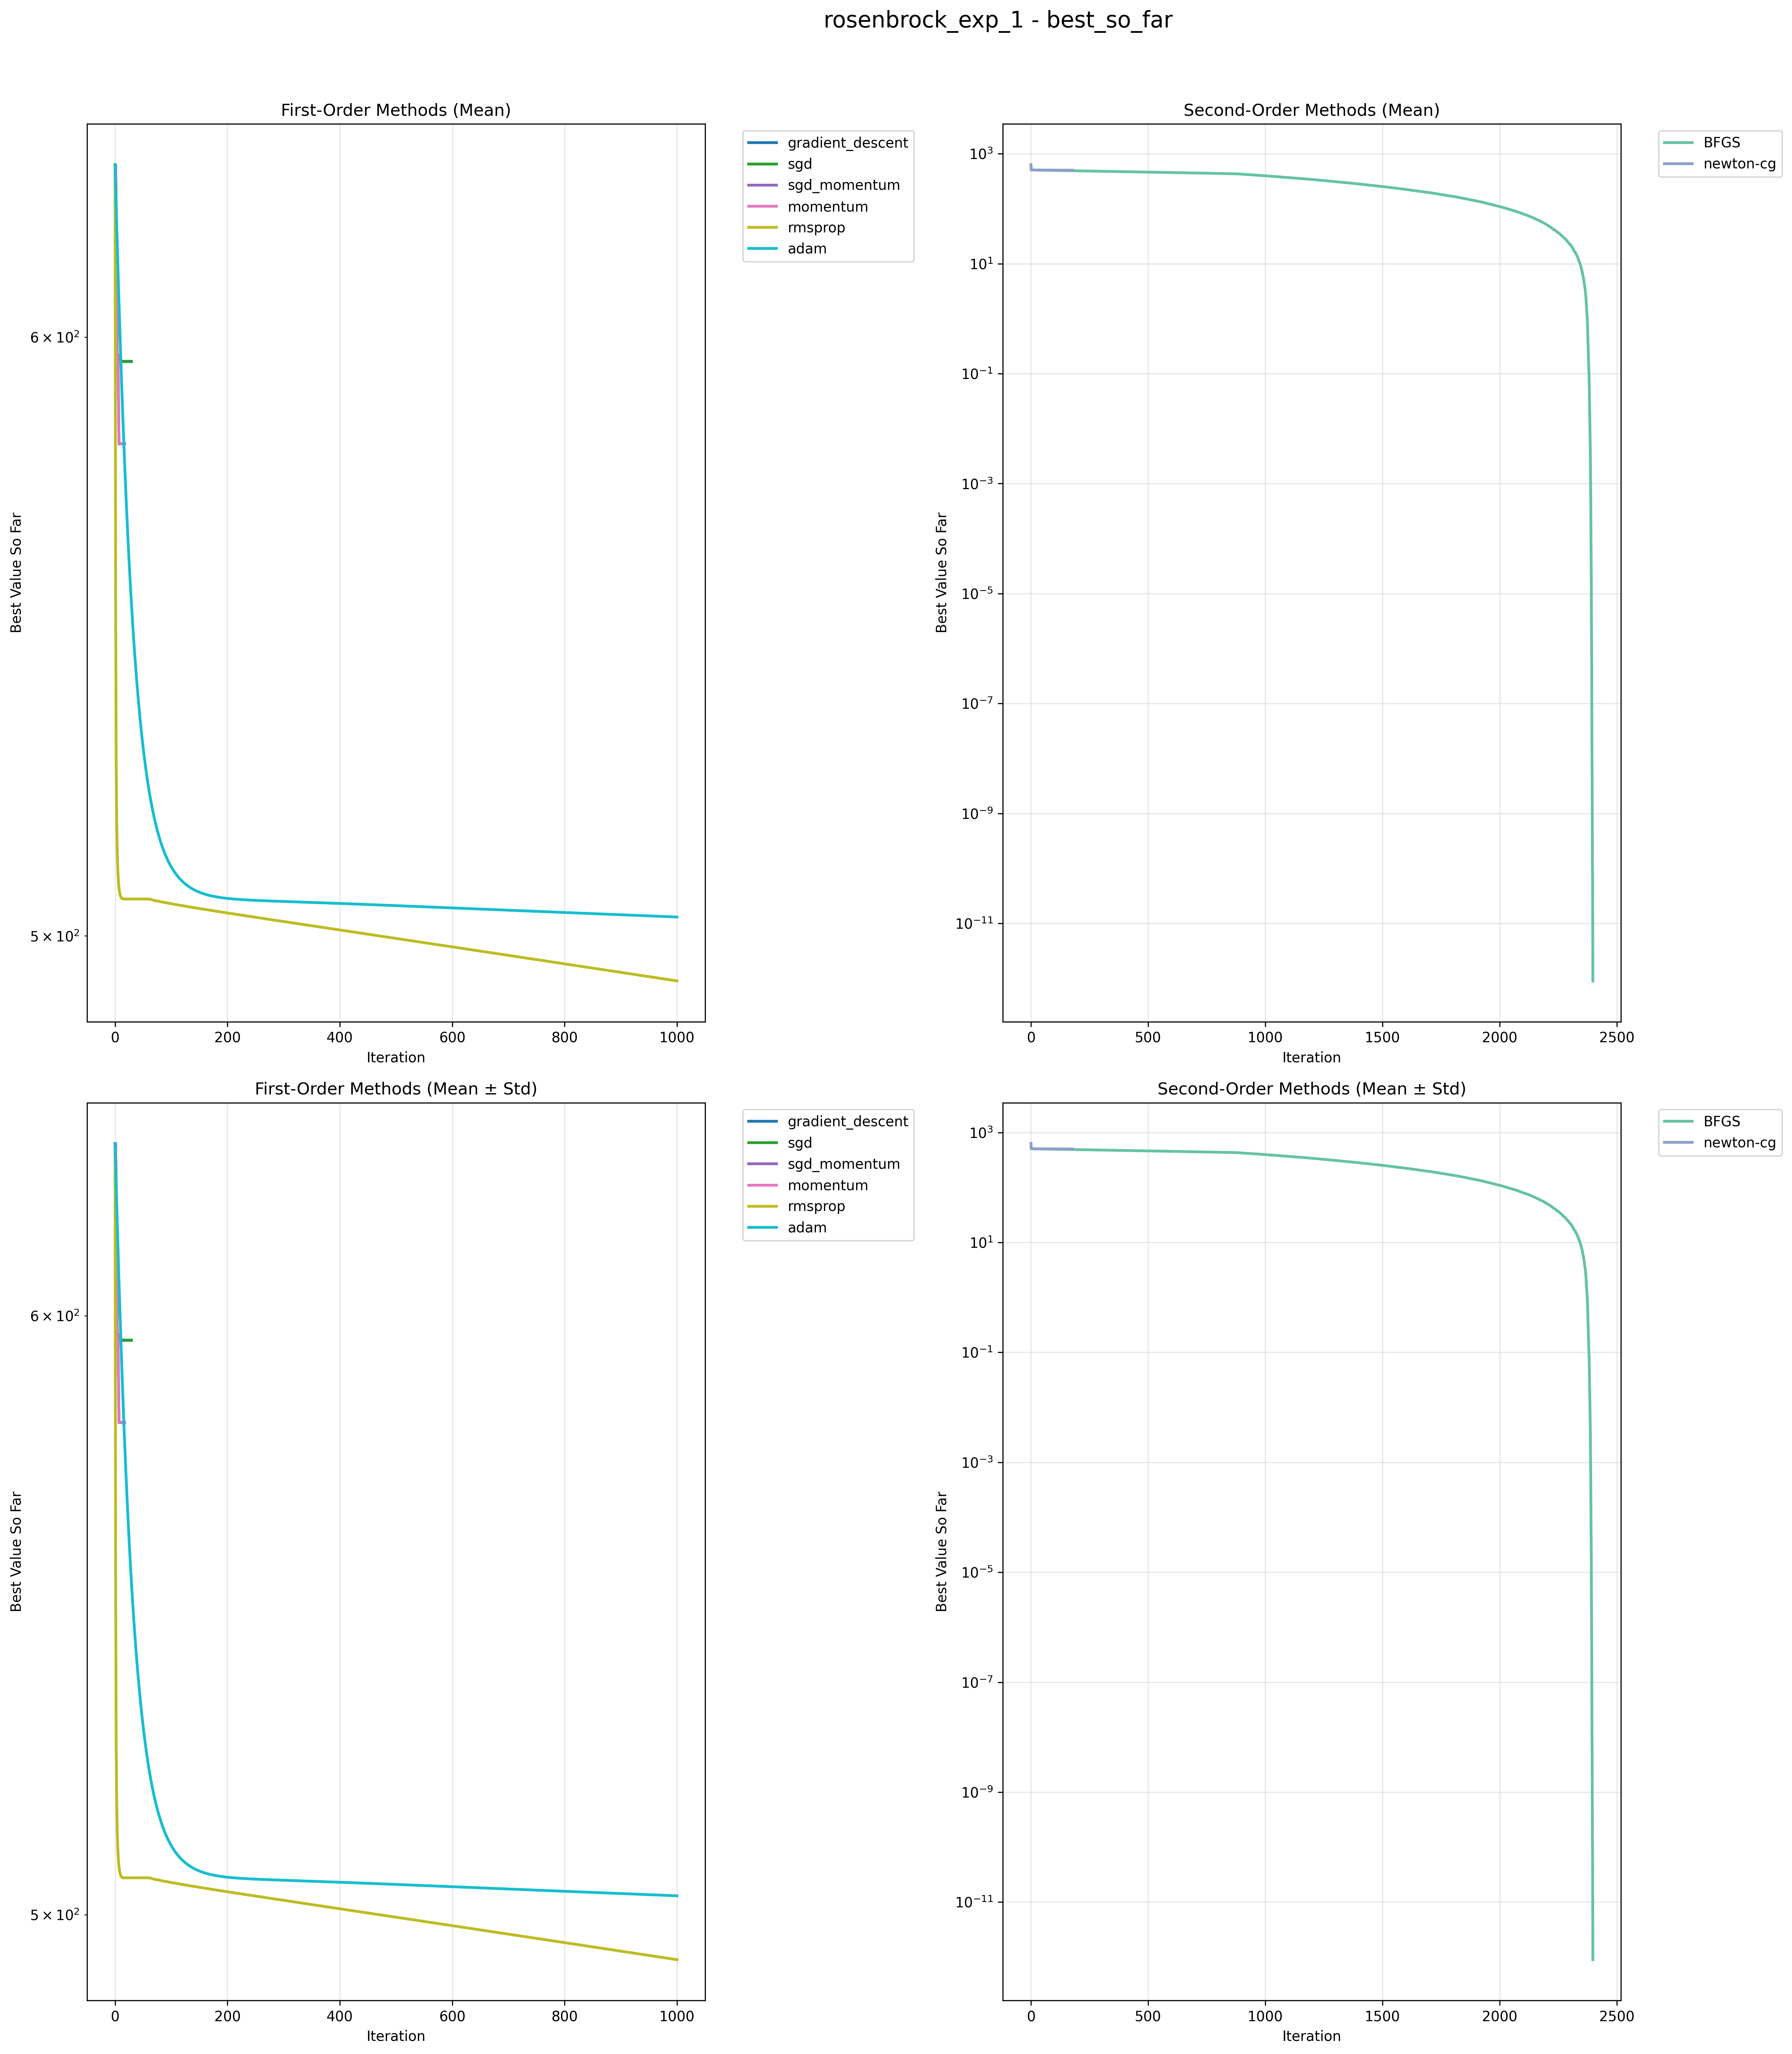 rosenbrock_exp_1 - best_so_far
First-Order Methods (Mean)
6 × 10²
5 × 10²
Best Value So Far
0 200 400 600 800 1000
Iteration
gradient_descent
sgd
sgd_momentum
momentum
rmsprop
adam
Second-Order Methods (Mean)
10³
10¹
10⁻¹
10⁻³
10⁻⁵
10⁻⁷
10⁻⁹
10⁻¹¹
Best Value So Far
0 500 1000 1500 2000 2500
Iteration
BFGS
newton-cg
First-Order Methods (Mean ± Std)
6 × 10²
5 × 10²
Best Value So Far
0 200 400 600 800 1000
Iteration
gradient_descent
sgd
sgd_momentum
momentum
rmsprop
adam
Second-Order Methods (Mean ± Std)
10³
10¹
10⁻¹
10⁻³
10⁻⁵
10⁻⁷
10⁻⁹
10⁻¹¹
Best Value So Far
0 500 1000 1500 2000 2500
Iteration
BFGS
newton-cg